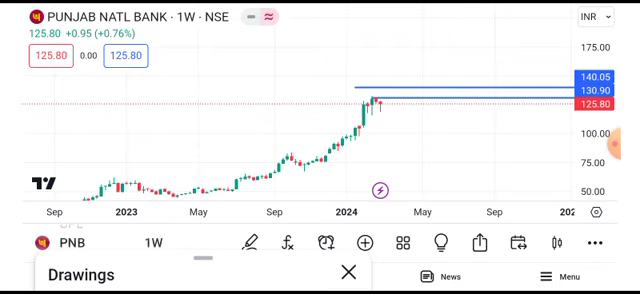 PUNJAB NATL BANK · 1W · NSE
INR
125.80 +0.95 (+0.76%)
125.80 0.00 125.80
175.00
140.05
130.90
125.80
100.00
75.00
50.00
Sep 2023 May Sep 2024 May Sep
PNB 1W
Drawings
News
Menu